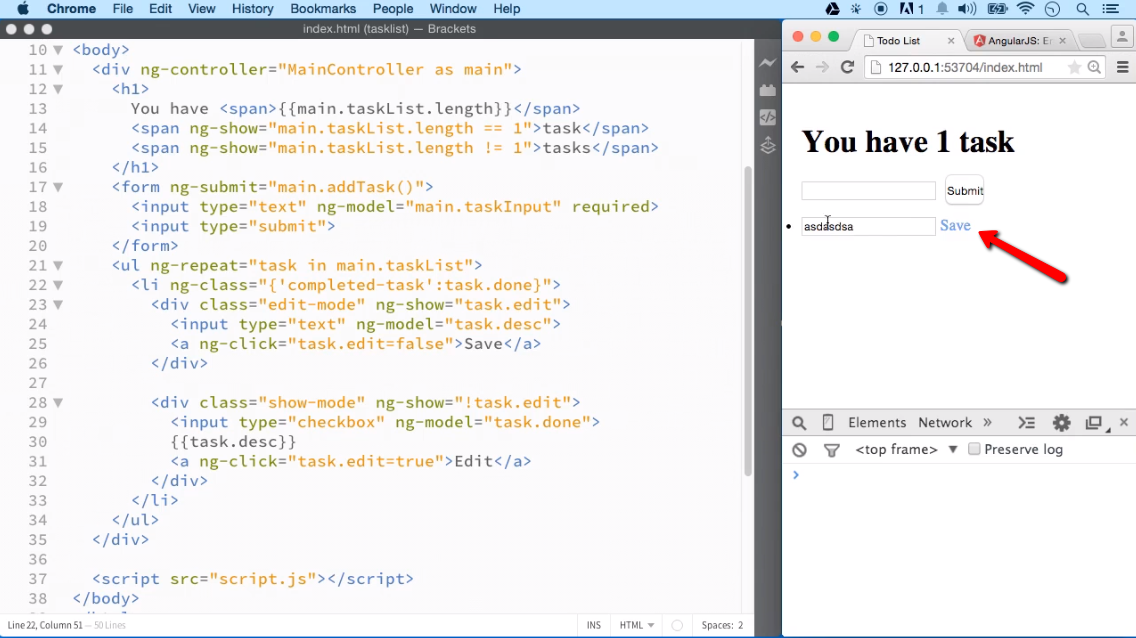 Chrome File Edit View History Bookmarks People Window Help
1
index.html (tasklist) — Brackets
10 <body>
11 <div ng-controller="MainController as main">
12 <h1>
13 You have <span>{{main.taskList.length}}</span>
14 <span ng-show="main.taskList.length == 1">task</span>
15 <span ng-show="main.taskList.length != 1">tasks</span>
16 </h1>
17 <form ng-submit="main.addTask()">
18 <input type="text" ng-model="main.taskInput" required>
19 <input type="submit">
20 </form>
21 <ul ng-repeat="task in main.taskList">
22 <li ng-class="{'completed-task':task.done}">
23 <div class="edit-mode" ng-show="task.edit">
24 <input type="text" ng-model="task.desc">
25 <a ng-click="task.edit=false">Save</a>
26 </div>
27
28 <div class="show-mode" ng-show="!task.edit">
29 <input type="checkbox" ng-model="task.done">
30 {{task.desc}}
31 <a ng-click="task.edit=true">Edit</a>
32 </div>
33 </li>
34 </ul>
35 </div>
36
37 <script src="script.js"></script>
38 </body>
Line 22, Column 51 — 50 Lines
INS HTML Spaces: 2
Todo List × AngularJS: Er ×
127.0.0.1:53704/index.html
You have 1 task
Submit
asdasdsa Save
Elements Network »
<top frame> Preserve log